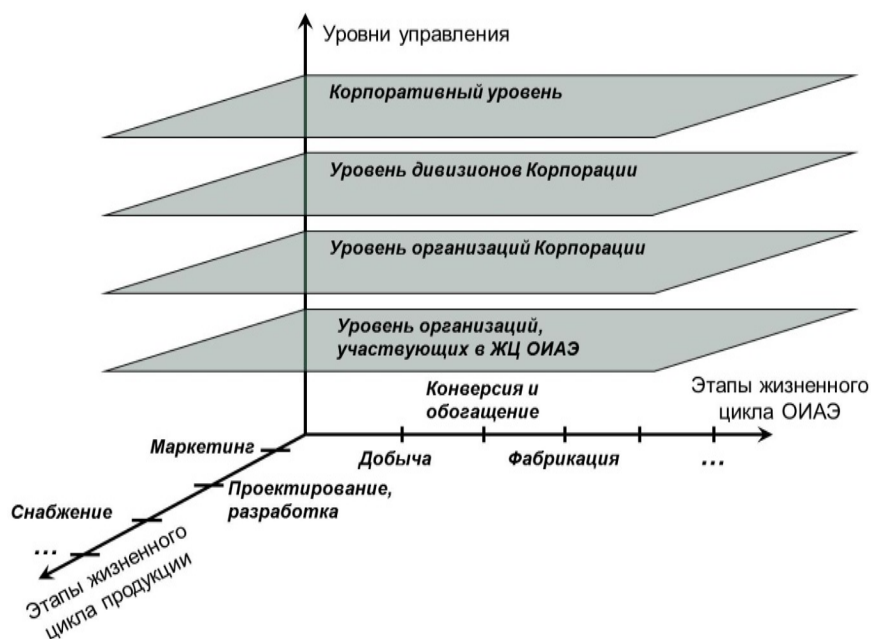 Уровни управления
Корпоративный уровень
Уровень дивизионов Корпорации
Уровень организаций Корпорации
Уровень организаций,
участвующих в ЖЦ ОИАЭ
Конверсия и
обогащение
Этапы жизненного
цикла ОИАЭ
Маркетинг
Добыча
Фабрикация
...
Проектирование,
разработка
Снабжение
...
Этапы жизненного
цикла продукции